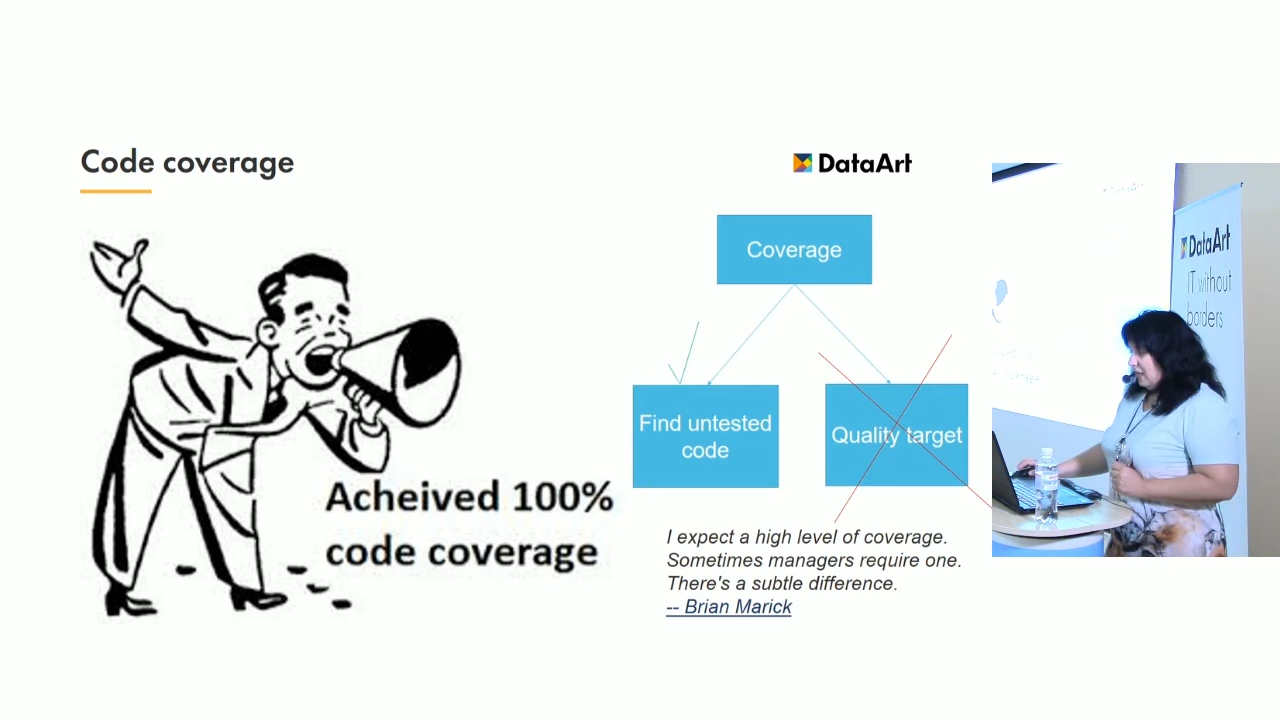 Code coverage
DataArt
Coverage
Find untested
code
Quality target
Acheived 100%
code coverage
I expect a high level of coverage.
Sometimes managers require one.
There's a subtle difference.
-- Brian Marick
DataArt
IT without
borders